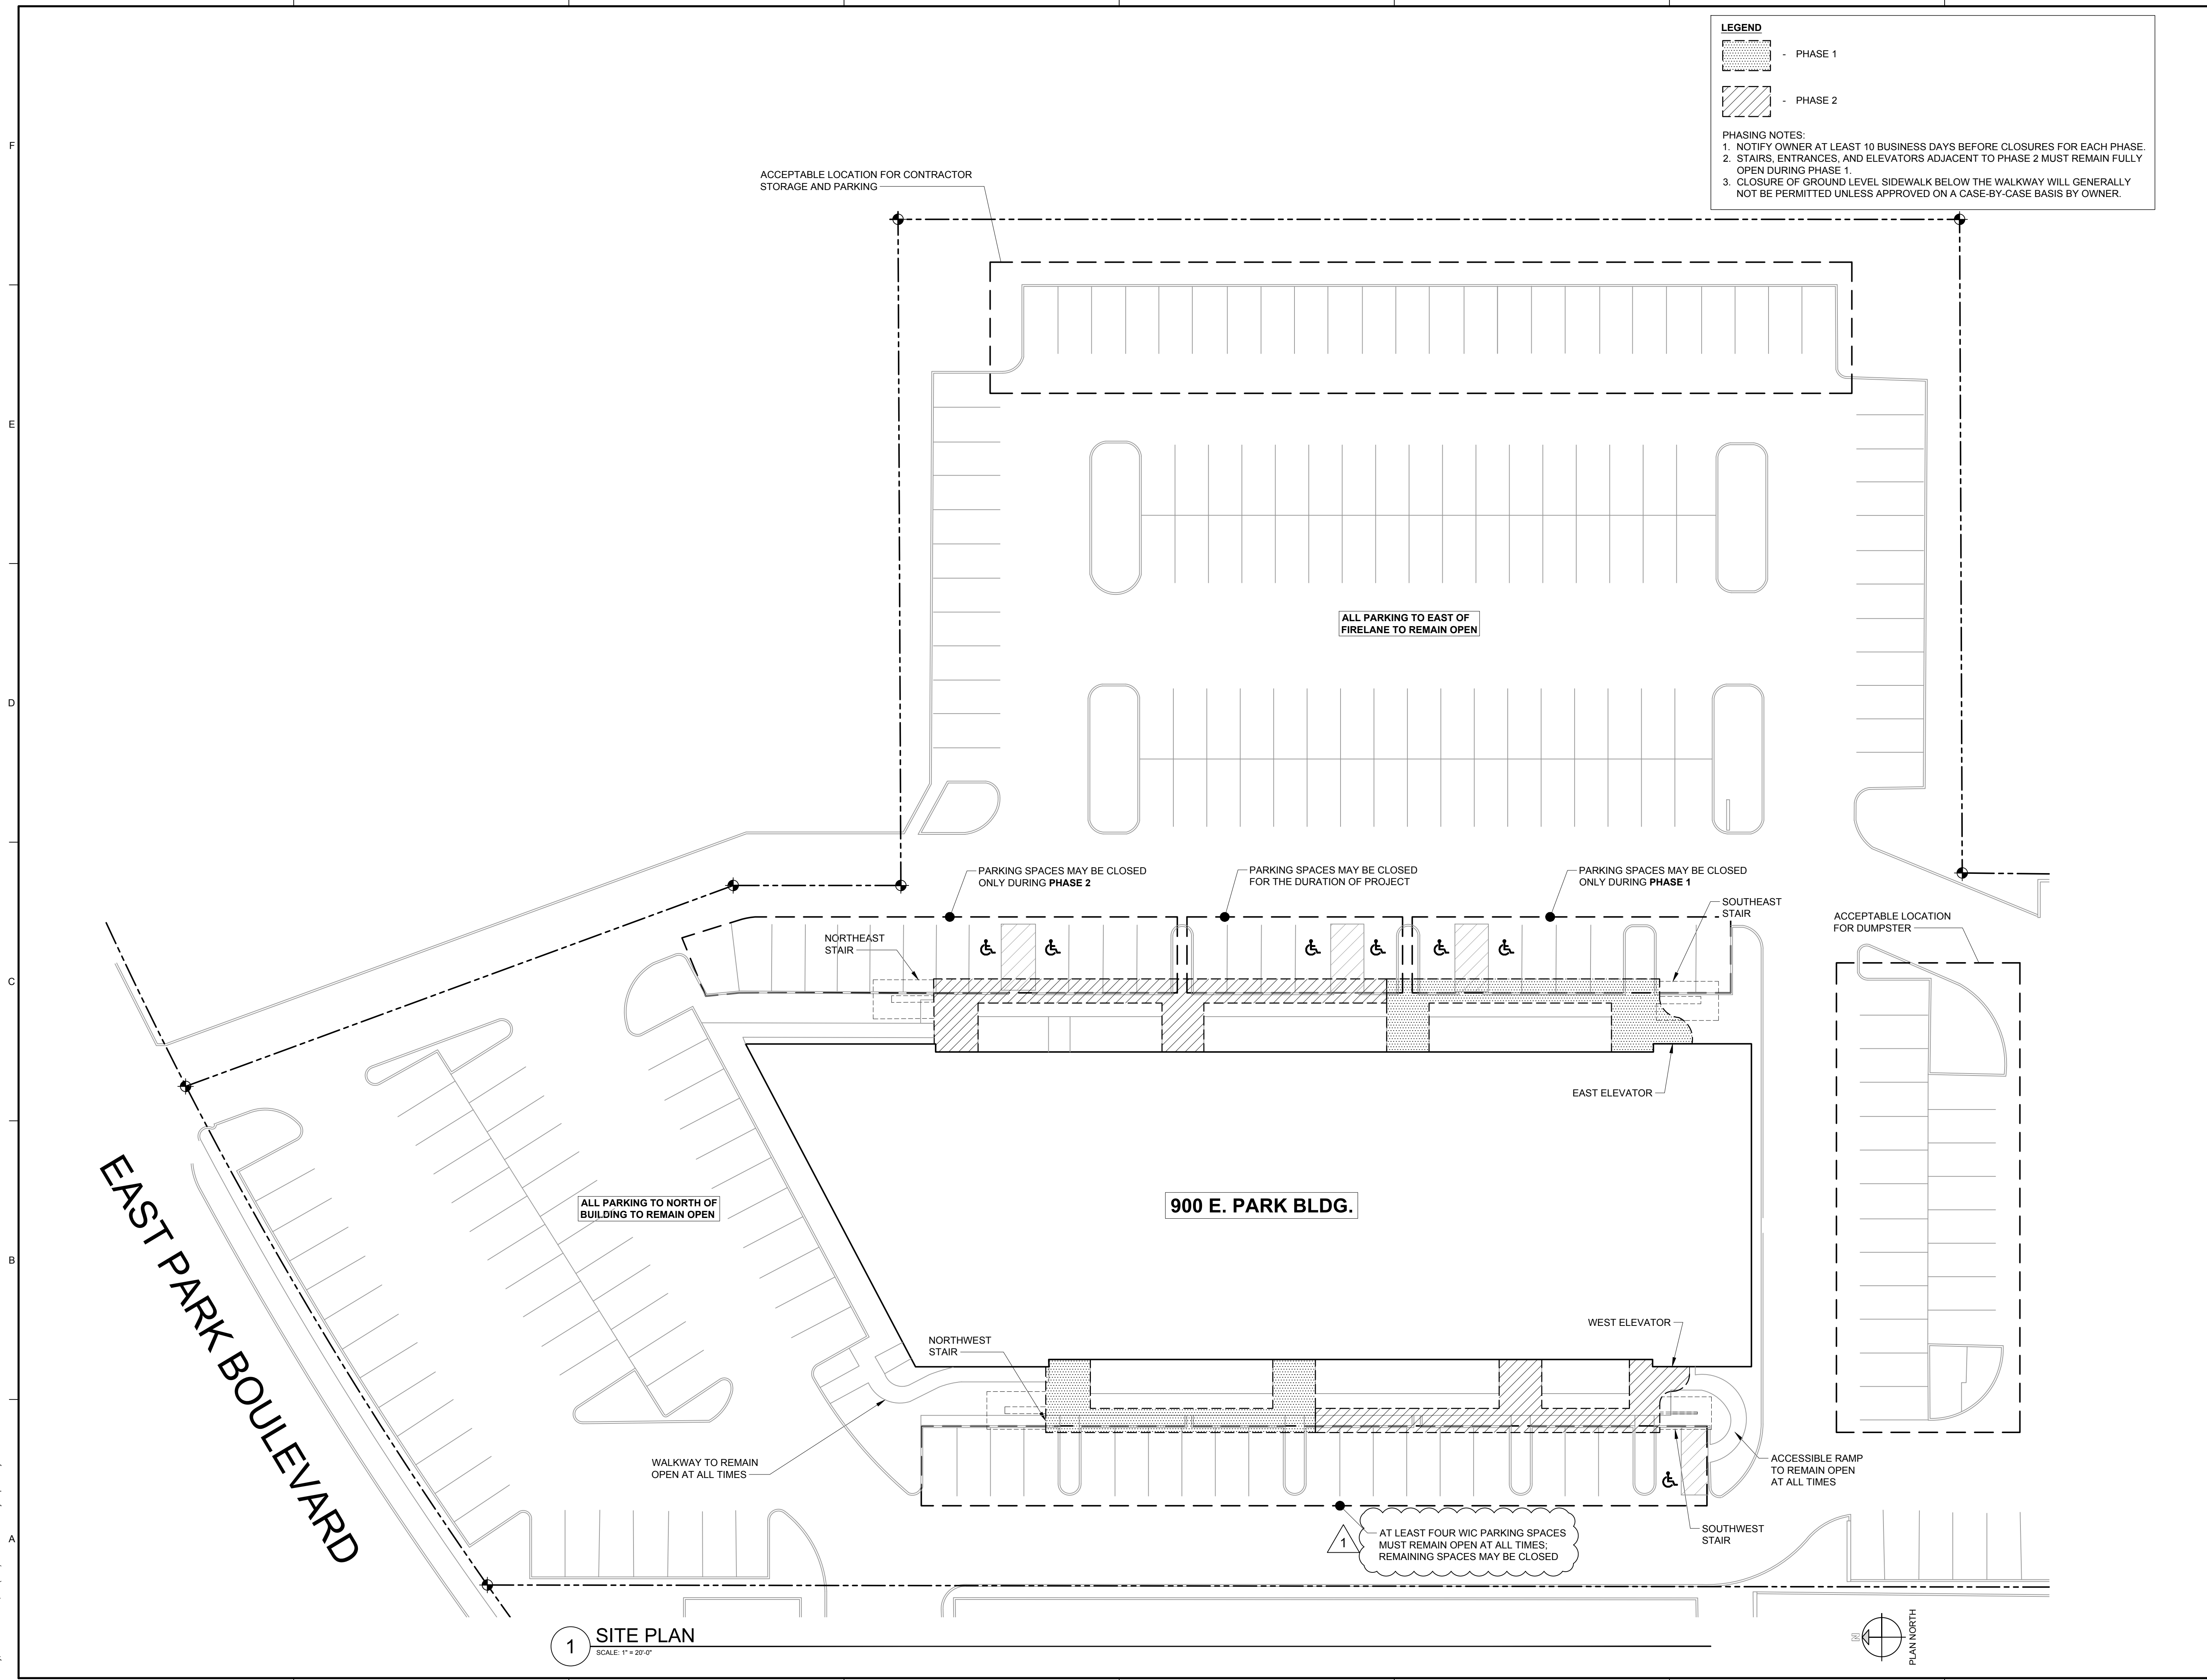 LEGEND
- PHASE 1
- PHASE 2
PHASING NOTES:
1. NOTIFY OWNER AT LEAST 10 BUSINESS DAYS BEFORE CLOSURES FOR EACH PHASE.
2. STAIRS, ENTRANCES, AND ELEVATORS ADJACENT TO PHASE 2 MUST REMAIN FULLY
OPEN DURING PHASE 1.
3. CLOSURE OF GROUND LEVEL SIDEWALK BELOW THE WALKWAY WILL GENERALLY
NOT BE PERMITTED UNLESS APPROVED ON A CASE-BY-CASE BASIS BY OWNER.
F
E
D
C
B
A
ACCEPTABLE LOCATION FOR CONTRACTOR
STORAGE AND PARKING
ALL PARKING TO EAST OF
FIRELANE TO REMAIN OPEN
PARKING SPACES MAY BE CLOSED
ONLY DURING PHASE 2
PARKING SPACES MAY BE CLOSED
FOR THE DURATION OF PROJECT
PARKING SPACES MAY BE CLOSED
ONLY DURING PHASE 1
SOUTHEAST
STAIR
ACCEPTABLE LOCATION
FOR DUMPSTER
NORTHEAST
STAIR
EAST ELEVATOR
EAST PARK BOULEVARD
ALL PARKING TO NORTH OF
BUILDING TO REMAIN OPEN
900 E. PARK BLDG.
NORTHWEST
STAIR
WEST ELEVATOR
WALKWAY TO REMAIN
OPEN AT ALL TIMES
ACCESSIBLE RAMP
TO REMAIN OPEN
AT ALL TIMES
SOUTHWEST
STAIR
1
AT LEAST FOUR WIC PARKING SPACES
MUST REMAIN OPEN AT ALL TIMES;
REMAINING SPACES MAY BE CLOSED
1
SITE PLAN
SCALE: 1" = 20'-0"
N
PLAN NORTH